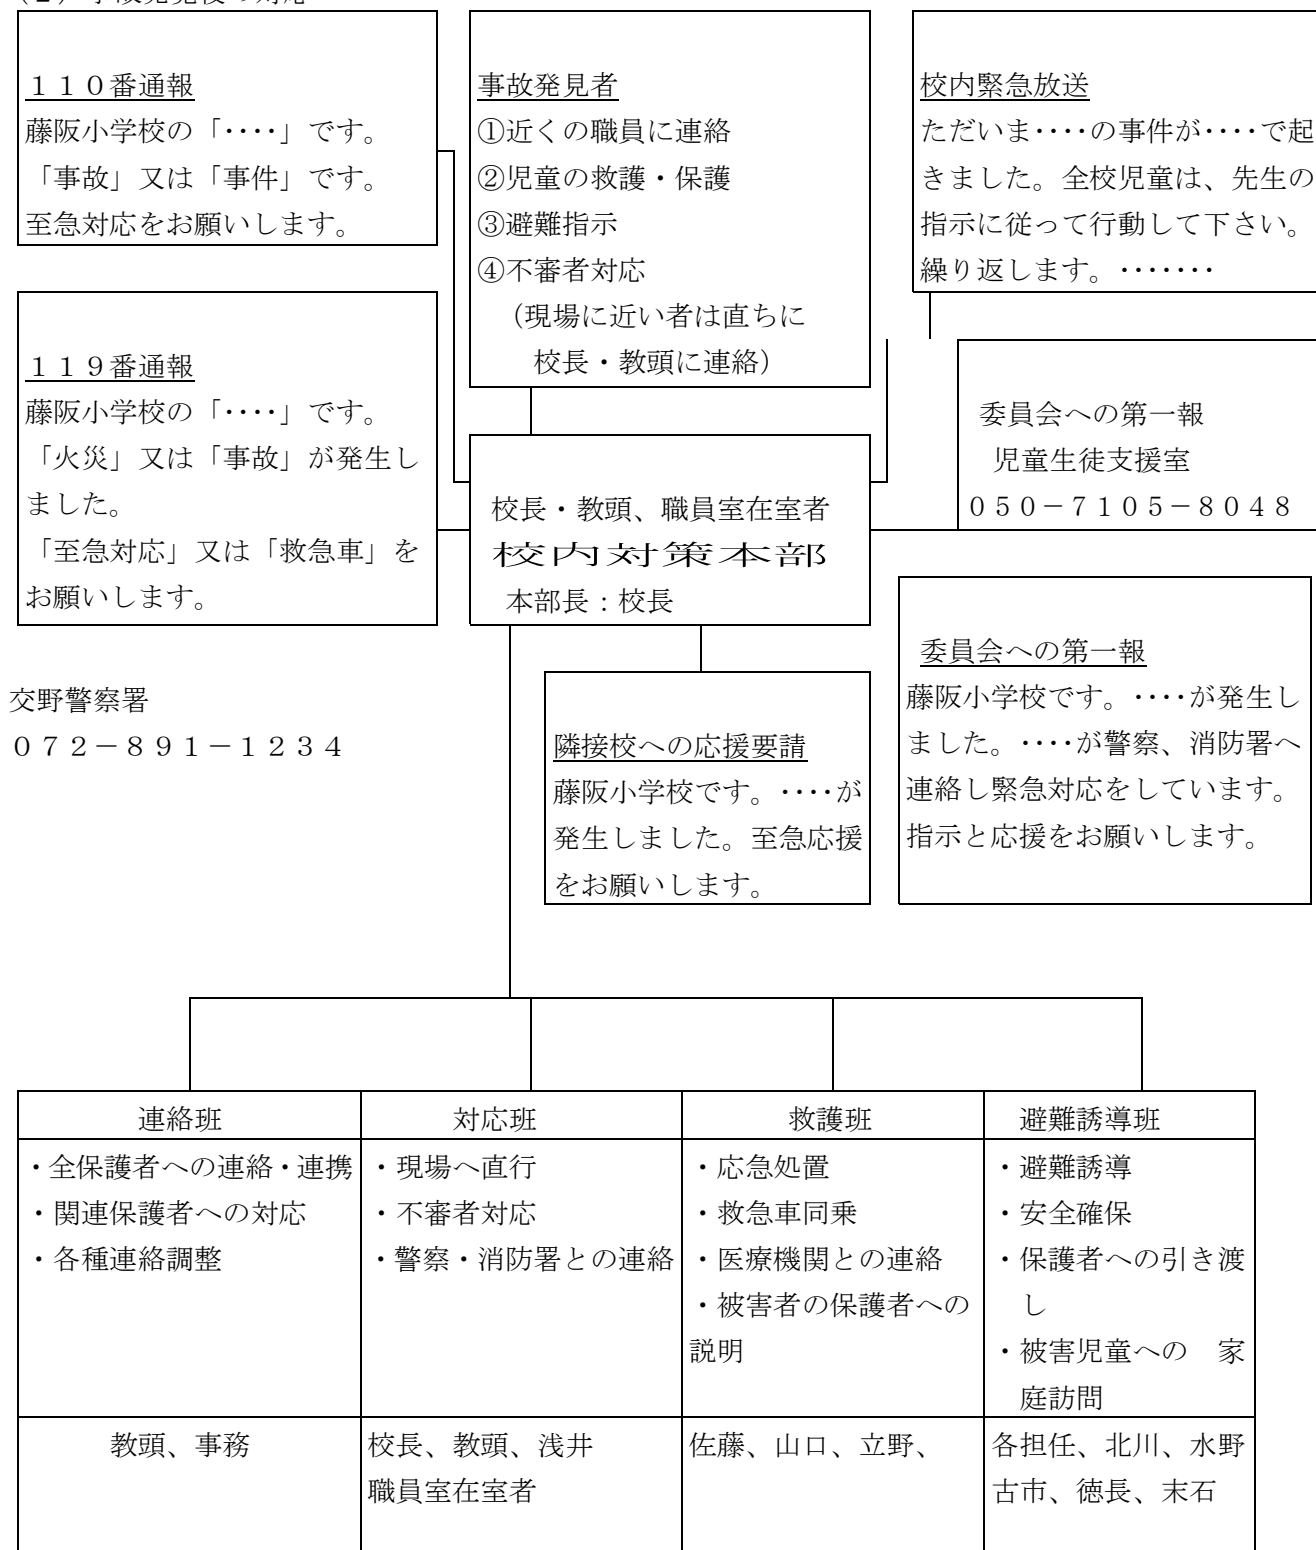 １１０番通報
藤阪小学校の「‥‥」です。
「事故」又は「事件」です。
至急対応をお願いします。
事故発見者
①近くの職員に連絡
②児童の救護・保護
③避難指示
④不審者対応
（現場に近い者は直ちに
校長・教頭に連絡）
校内緊急放送
ただいま‥‥の事件が‥‥で起
きました。全校児童は、先生の
指示に従って行動して下さい。
繰り返します。‥‥‥・
１１９番通報
藤阪小学校の「‥‥」です。
「火災」又は「事故」が発生し
ました。
「至急対応」又は「救急車」を
お願いします。
校長・教頭、職員室在室者
校内対策本部
本部長：校長
委員会への第一報
児童生徒支援室
０５０－７１０５－８０４８
委員会への第一報
藤阪小学校です。‥‥が発生し
ました。‥‥が警察、消防署へ
連絡し緊急対応をしています。
指示と応援をお願いします。
交野警察署
０７２－８９１－１２３４
隣接校への応援要請
藤阪小学校です。‥‥が
発生しました。至急応援
をお願いします。
連絡班
・全保護者への連絡・連携
・関連保護者への対応
・各種連絡調整
教頭、事務
対応班
・現場へ直行
・不審者対応
・警察・消防署との連絡
校長、教頭、浅井
職員室在室者
救護班
・応急処置
・救急車同乗
・医療機関との連絡
・被害者の保護者への
説明
佐藤、山口、立野、
避難誘導班
・避難誘導
・安全確保
・保護者への引き渡
し
・被害児童への　家
庭訪問
各担任、北川、水野
古市、徳長、末石